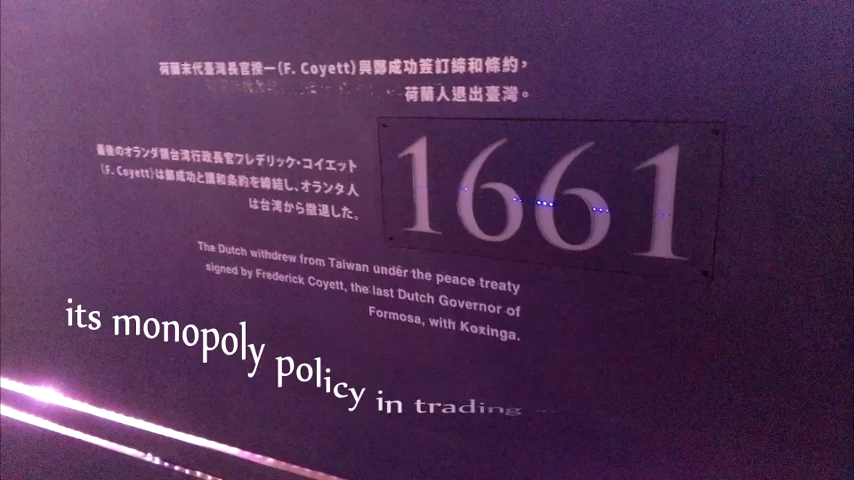 荷蘭末代臺灣長官揆一(F. Coyett)與鄭成功簽訂締和條約，
荷蘭人退出臺灣。
最後のオランダ領台湾行政長官フレデリック・コイエット
(F. Coyett)は鄭成功と講和条約を締結し、オランダ人
は台湾から撤退した。
1661
The Dutch withdrew from Taiwan under the peace treaty
signed by Frederick Coyett, the last Dutch Governor of
Formosa, with Koxinga.
its monopoly policy in trading